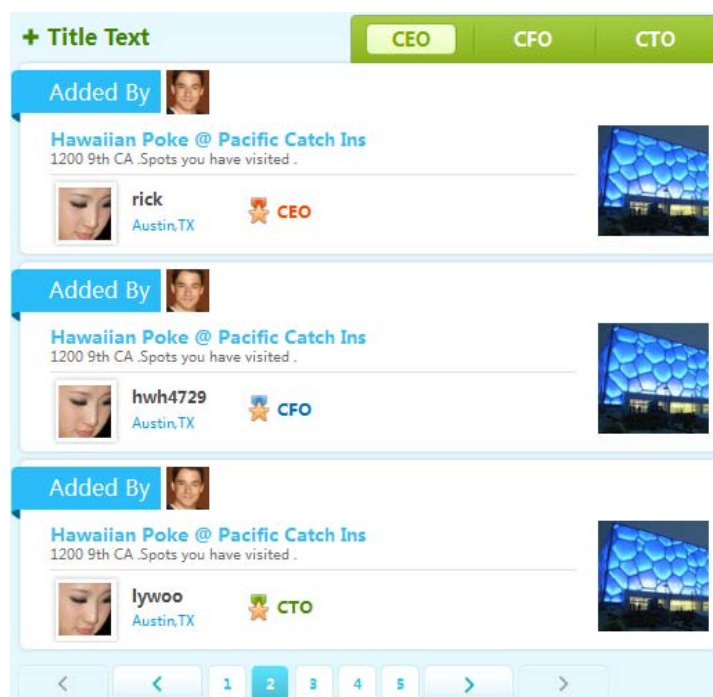 + Title Text
CEO CFO CTO
Added By
Hawaiian Poke @ Pacific Catch Ins
1200 9th CA .Spots you have visited .
rick
CEO
Austin,TX
Added By
Hawaiian Poke @ Pacific Catch Ins
1200 9th CA .Spots you have visited .
hwh4729
CFO
Austin,TX
Added By
Hawaiian Poke @ Pacific Catch Ins
1200 9th CA .Spots you have visited .
lywoo
CTO
Austin,TX
< < 1 2 3 4 5 > >